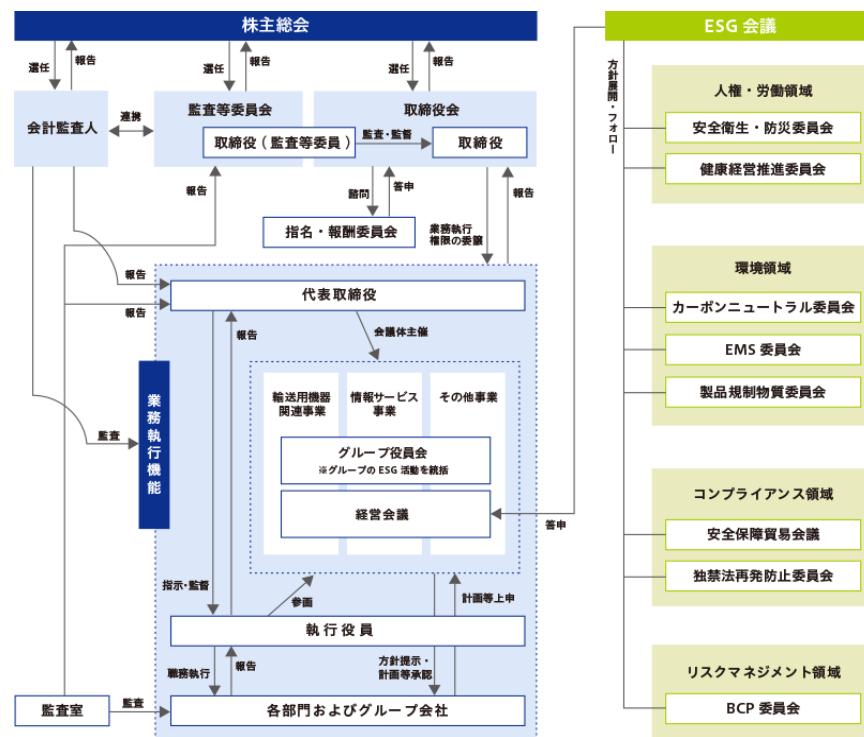 株主総会
ESG 会議
選任
報告
選任
報告
選任
報告
方針展開・フォロー
会計監査人
連携
監査等委員会
取締役会
取締役(監査等委員)
監査・監督
取締役
人権・労働領域
安全衛生・防災委員会
健康経営推進委員会
報告
諮問
答申
業務執行
権限の委譲
報告
指名・報酬委員会
環境領域
カーボンニュートラル委員会
EMS 委員会
製品規制物質委員会
報告
報告
代表取締役
報告
会議体主催
業務執行機能
監査
輸送用機器
関連事業
情報サービス
事業
その他事業
グループ役員会
※グループの ESG 活動を統括
経営会議
答申
コンプライアンス領域
安全保障貿易会議
独禁法再発防止委員会
指示・監督
参画
計画等上申
執行役員
職務執行
報告
方針提示・
計画等承認
リスクマネジメント領域
BCP 委員会
監査室
監査
各部門およびグループ会社